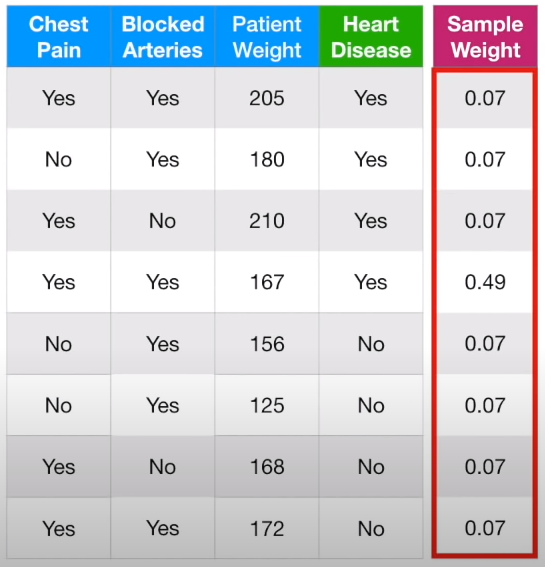 Chest Pain Blocked Arteries Patient Weight Heart Disease Sample Weight
Yes Yes 205 Yes 0.07
No Yes 180 Yes 0.07
Yes No 210 Yes 0.07
Yes Yes 167 Yes 0.49
No Yes 156 No 0.07
No Yes 125 No 0.07
Yes No 168 No 0.07
Yes Yes 172 No 0.07